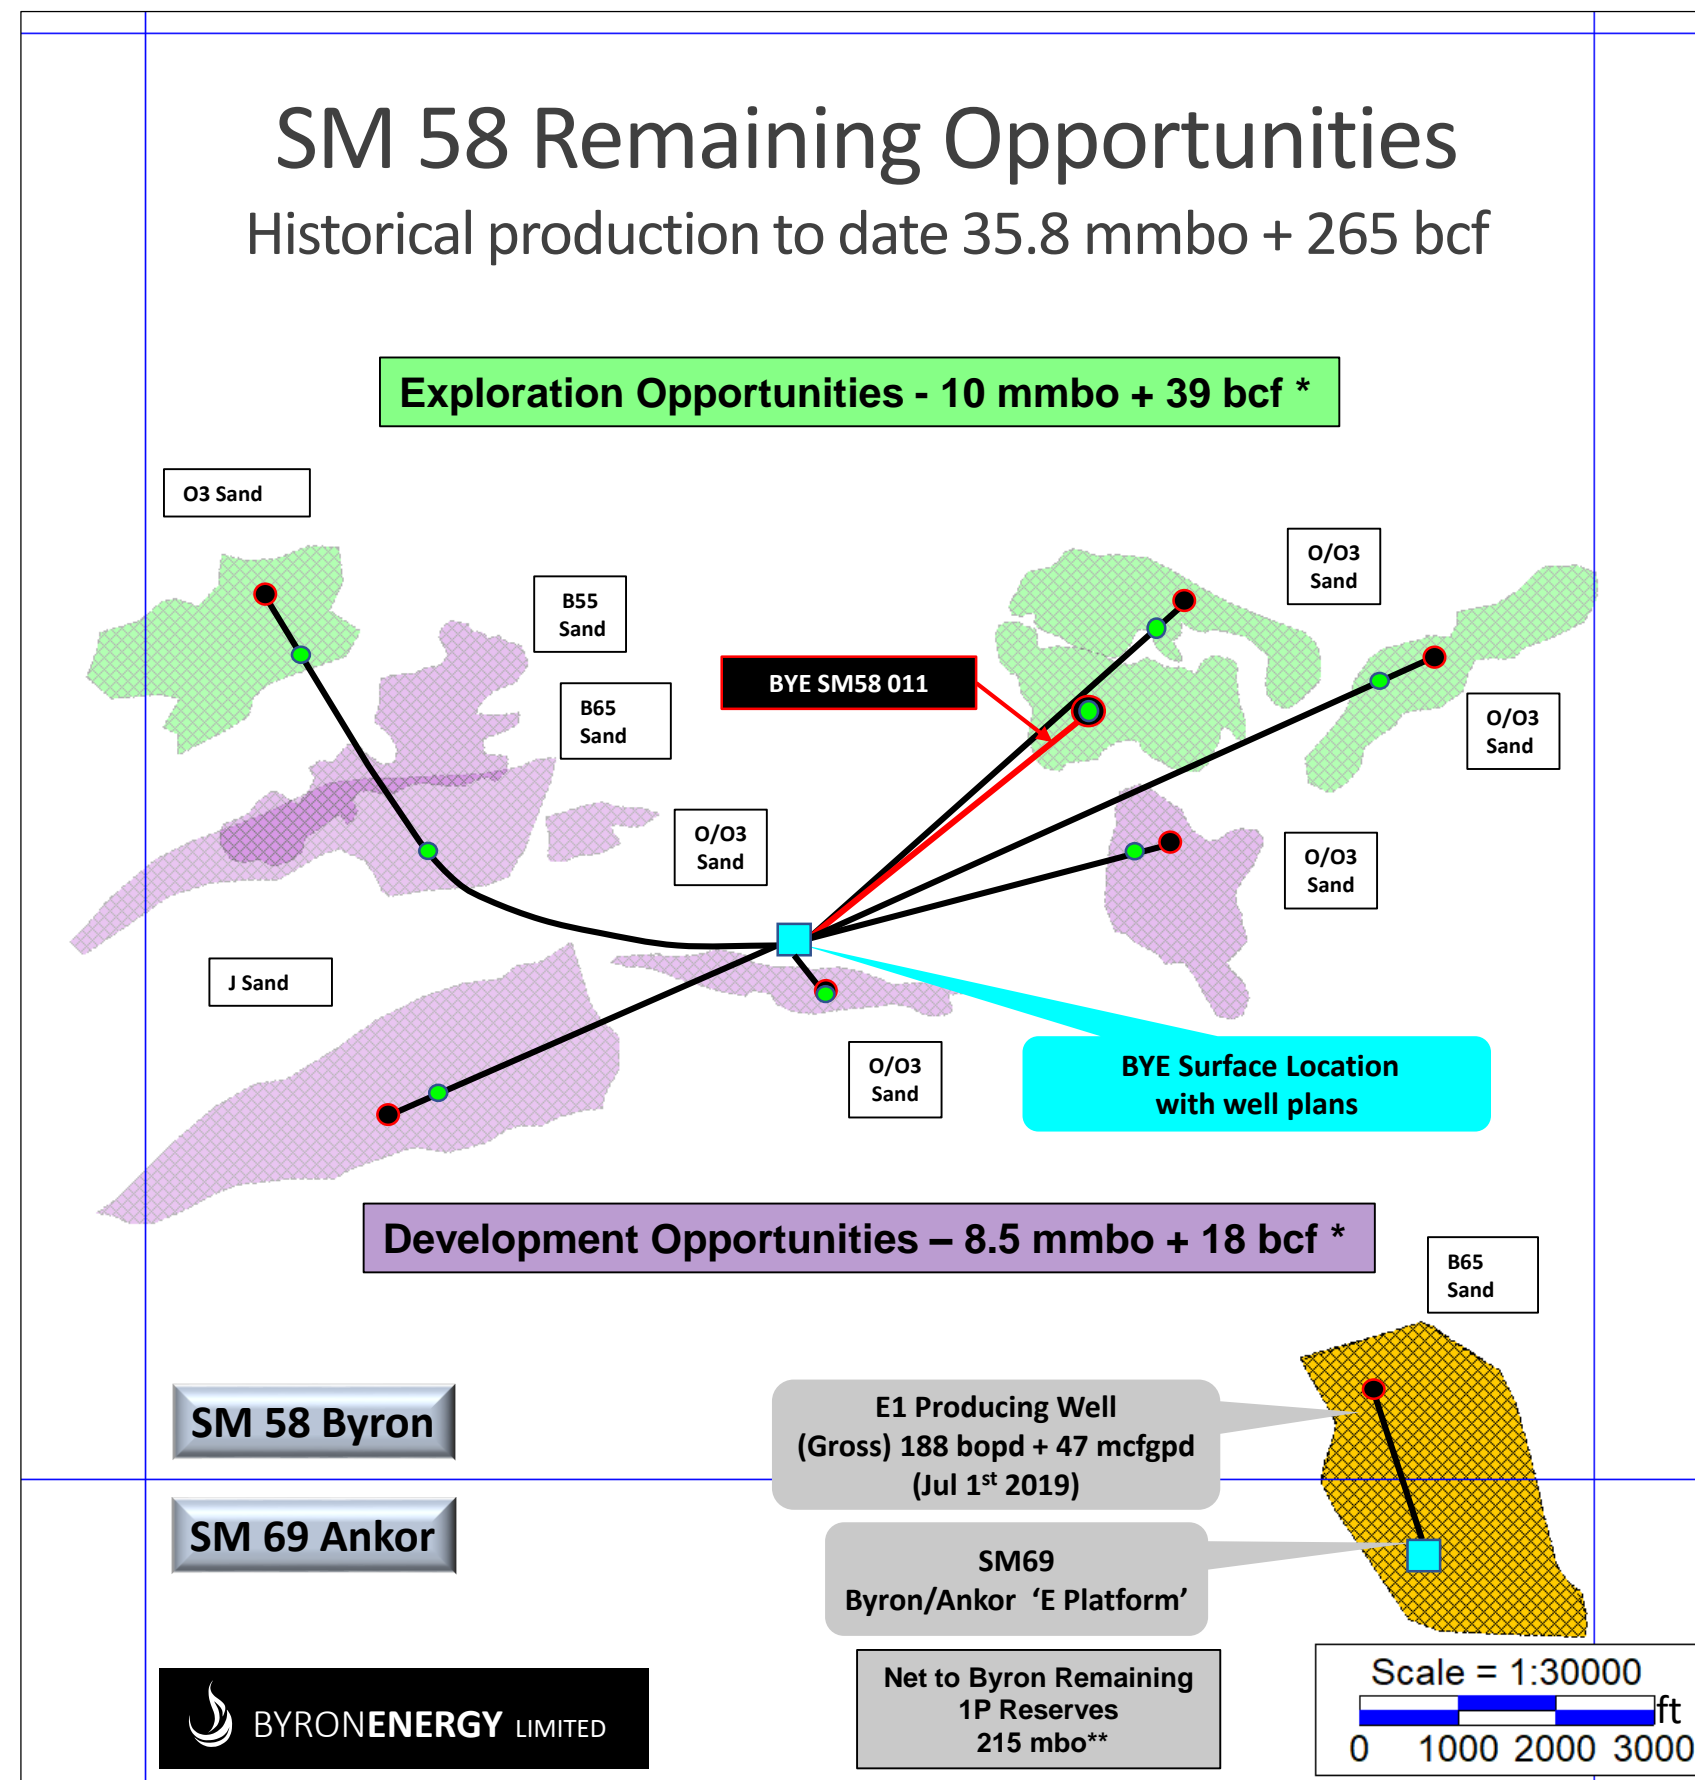 SM 58 Remaining Opportunities
Historical production to date 35.8 mmbo + 265 bcf
Exploration Opportunities - 10 mmbo + 39 bcf *
O3 Sand
B55
Sand
B65
Sand
O/O3
Sand
BYE SM58 011
O/O3
Sand
O/O3
Sand
O/O3
Sand
J Sand
O/O3
Sand
BYE Surface Location
with well plans
Development Opportunities – 8.5 mmbo + 18 bcf *
B65
Sand
SM 58 Byron
SM 69 Ankor
E1 Producing Well
(Gross) 188 bopd + 47 mcfgpd
(Jul 1st 2019)
SM69
Byron/Ankor ‘E Platform’
BYRONENERGY LIMITED
Net to Byron Remaining
1P Reserves
215 mbo**
Scale = 1:30000
ft
0 1000 2000 3000